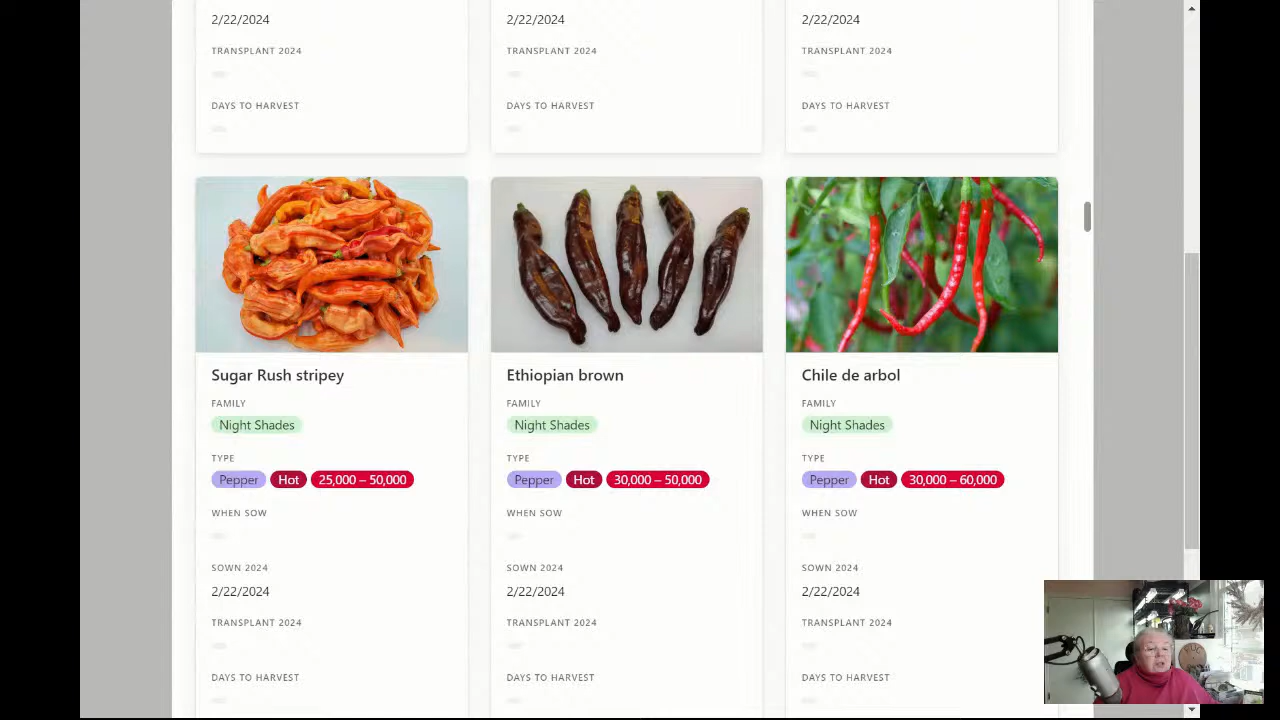 2/22/2024 2/22/2024 2/22/2024
TRANSPLANT 2024 TRANSPLANT 2024 TRANSPLANT 2024
DAYS TO HARVEST DAYS TO HARVEST DAYS TO HARVEST
Sugar Rush stripey Ethiopian brown Chile de arbol
FAMILY FAMILY FAMILY
Night Shades Night Shades Night Shades
TYPE TYPE TYPE
Pepper Hot 25,000 – 50,000 Pepper Hot 30,000 – 50,000 Pepper Hot 30,000 – 60,000
WHEN SOW WHEN SOW WHEN SOW
SOWN 2024 SOWN 2024 SOWN 2024
2/22/2024 2/22/2024 2/22/2024
TRANSPLANT 2024 TRANSPLANT 2024 TRANSPLANT 2024
DAYS TO HARVEST DAYS TO HARVEST DAYS TO HARVEST